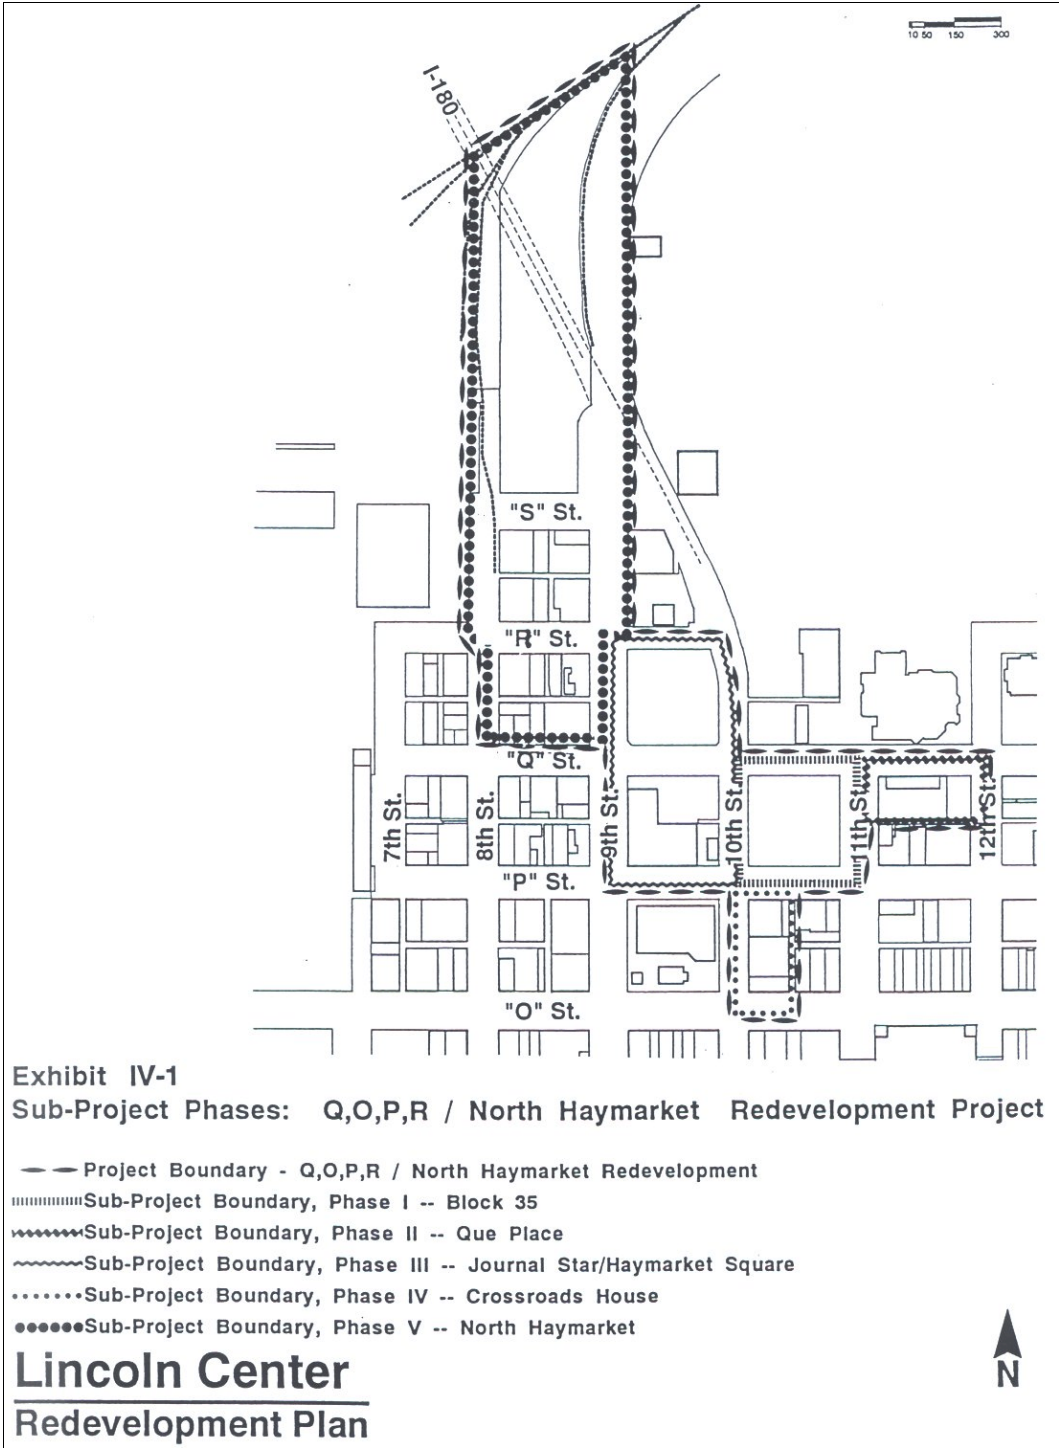 10 50 150 300
I-180
"S" St.
"R" St.
"Q" St.
7th St.
8th St.
9th St.
10th St.
11th St.
12th St.
"P" St.
"O" St.
Exhibit IV-1
Sub-Project Phases: Q,O,P,R / North Haymarket Redevelopment Project
Project Boundary - Q,O,P,R / North Haymarket Redevelopment
Sub-Project Boundary, Phase I -- Block 35
Sub-Project Boundary, Phase II -- Que Place
Sub-Project Boundary, Phase III -- Journal Star/Haymarket Square
Sub-Project Boundary, Phase IV -- Crossroads House
Sub-Project Boundary, Phase V -- North Haymarket
Lincoln Center
Redevelopment Plan
N